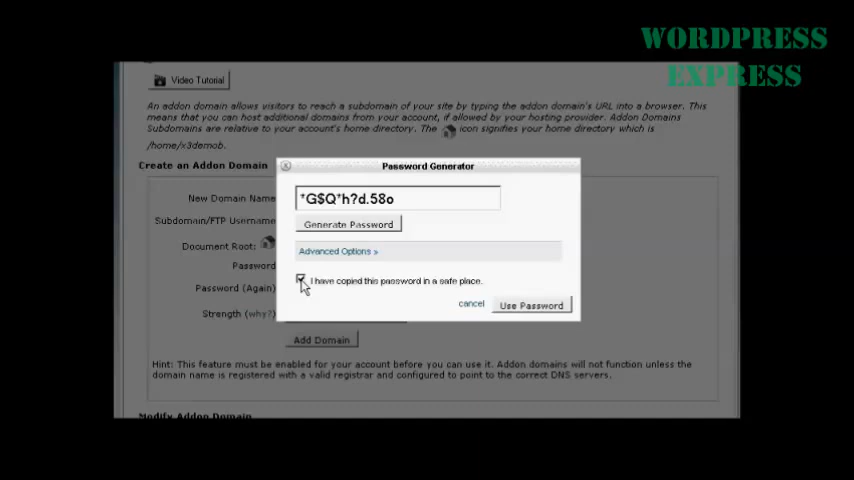 WORDPRESS
EXPRESS
Video Tutorial
An addon domain allows visitors to reach a subdomain of your site by typing the addon domain's URL into a browser. This
means that you can host additional domains from your account, if allowed by your hosting provider. Addon Domains
Subdomains are relative to your account's home directory. The icon signifies your home directory which is
/home/x3demob.
Create an Addon Domain
Password Generator
New Domain Name
*G$Q*h?d.58o
Subdomain/FTP Username
Generate Password
Document Root:
Advanced Options »
Password
I have copied this password in a safe place.
Password (Again)
cancel
Use Password
Strength (why?)
Add Domain
Hint: This feature must be enabled for your account before you can use it. Addon domains will not function unless the
domain name is registered with a valid registrar and configured to point to the correct DNS servers.
Modify Addon Domain